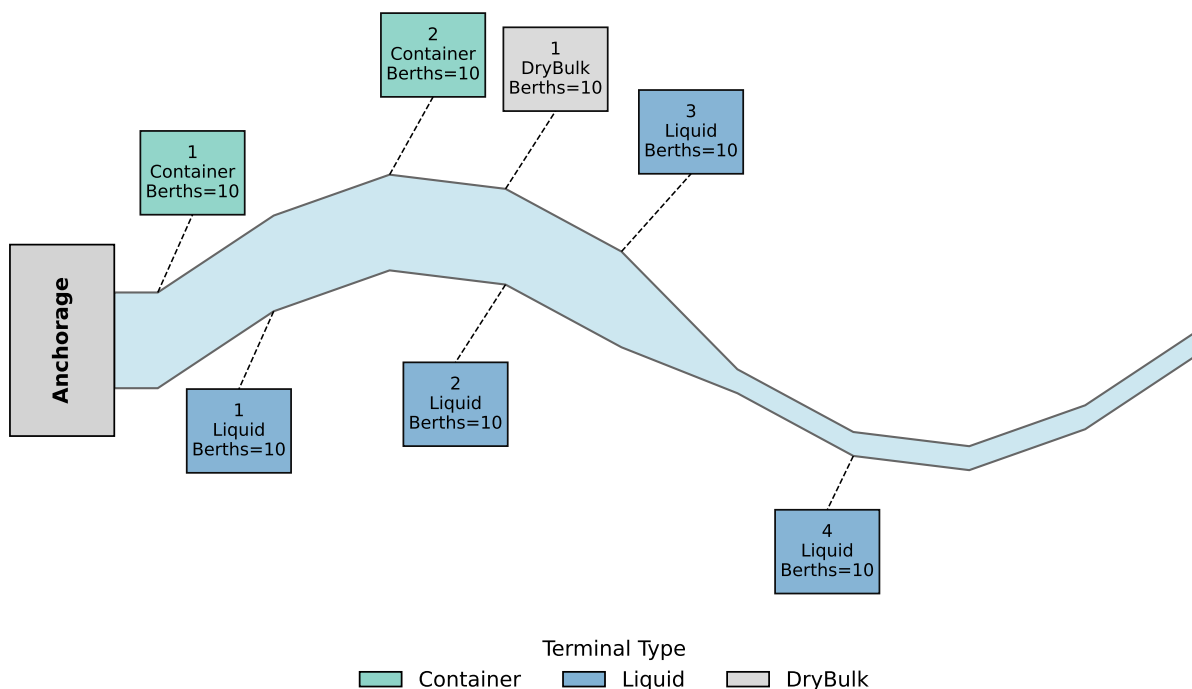 2
Container
Berths=10
1
DryBulk
Berths=10
3
Liquid
Berths=10
1
Container
Berths=10
Anchorage
1
Liquid
Berths=10
2
Liquid
Berths=10
4
Liquid
Berths=10
Terminal Type
Container
Liquid
DryBulk